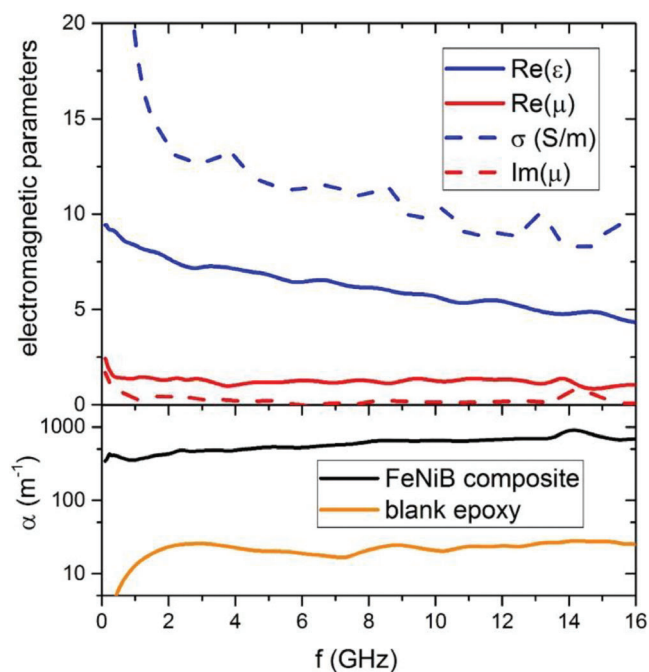 electromagnetic parameters
20
15
10
5
0
Re(ε)
Re(μ)
σ (S/m)
Im(μ)
α (m⁻¹)
1000
100
10
FeNiB composite
blank epoxy
0 2 4 6 8 10 12 14 16
f (GHz)